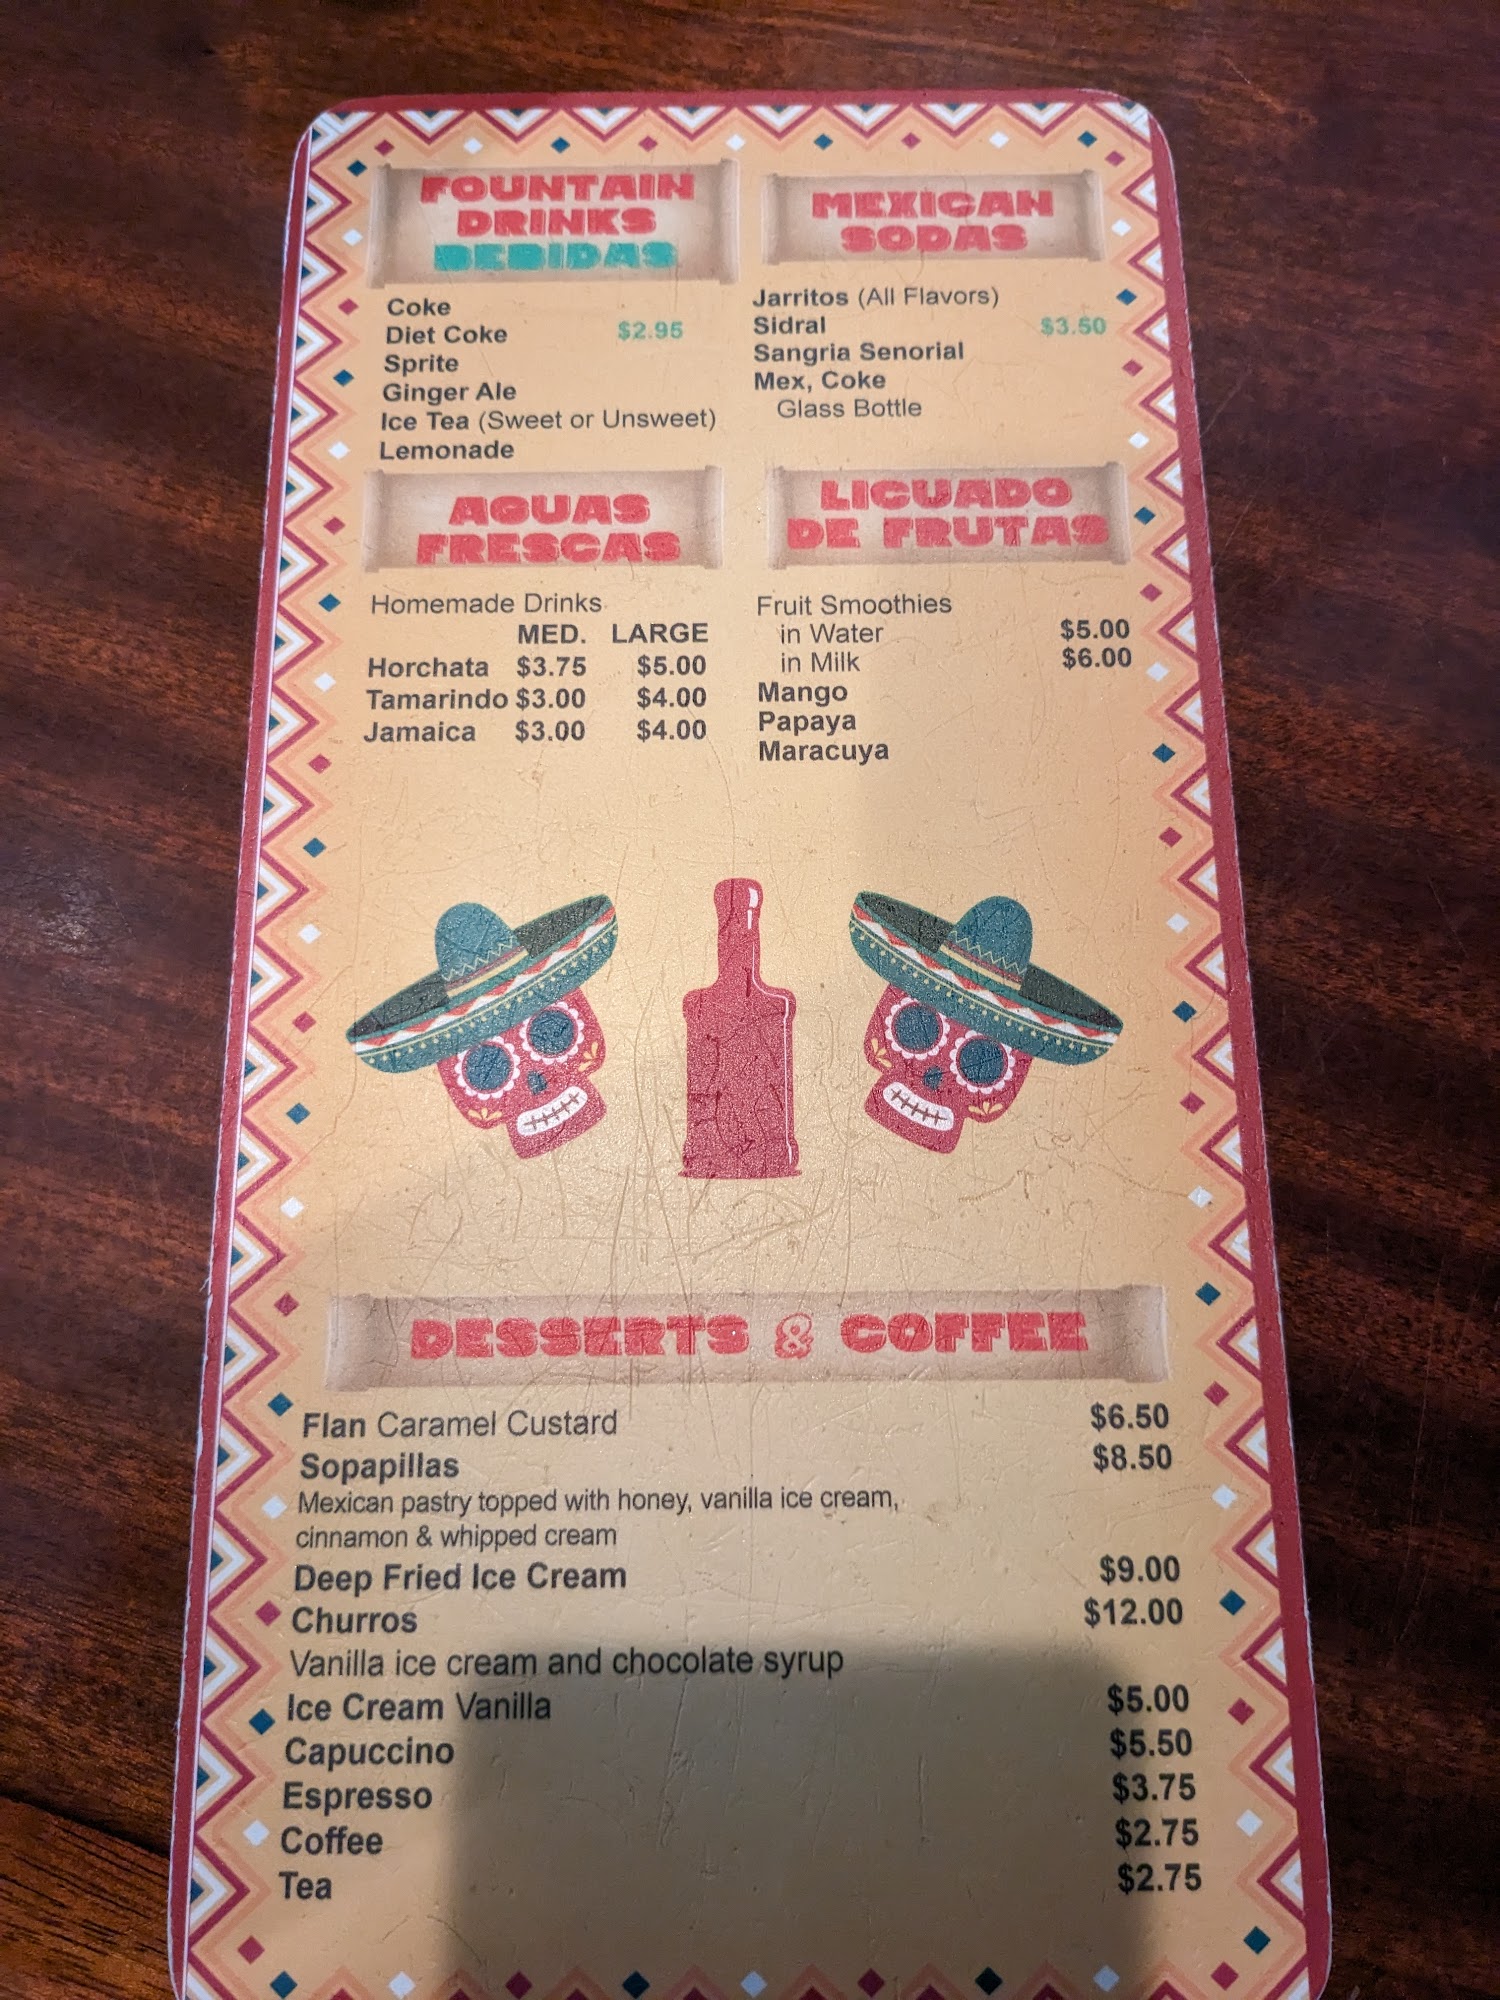 FOUNTAIN
DRINKS
BEBIDAS
Coke
Diet Coke $2.95
Sprite
Ginger Ale
Ice Tea (Sweet or Unsweet)
Lemonade
MEXICAN
SODAS
Jarritos (All Flavors)
Sidral $3.50
Sangria Senorial
Mex, Coke
Glass Bottle
AGUAS
FRESCAS
Homemade Drinks
MED. LARGE
Horchata $3.75 $5.00
Tamarindo $3.00 $4.00
Jamaica $3.00 $4.00
LICUADO
DE FRUTAS
Fruit Smoothies
in Water $5.00
in Milk $6.00
Mango
Papaya
Maracuya
DESSERTS & COFFEE
Flan Caramel Custard $6.50
Sopapillas $8.50
Mexican pastry topped with honey, vanilla ice cream,
cinnamon & whipped cream
Deep Fried Ice Cream $9.00
Churros $12.00
Vanilla ice cream and chocolate syrup
Ice Cream Vanilla $5.00
Capuccino $5.50
Espresso $3.75
Coffee $2.75
Tea $2.75